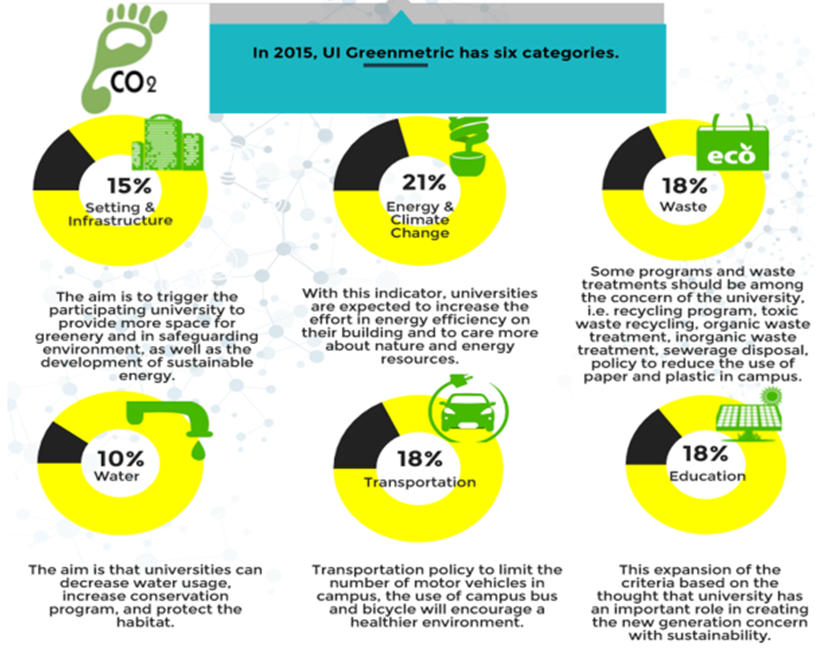 CO2
In 2015, UI Greenmetric has six categories.
15%
Setting &
Infrastructure
The aim is to trigger the
participating university to
provide more space for
greenery and in safeguarding
environment, as well as the
development of sustainable
energy.
21%
Energy &
Climate
Change
With this indicator, universities
are expected to increase the
effort in energy efficiency on
their building and to care more
about nature and energy
resources.
eco
18%
Waste
Some programs and waste
treatments should be among
the concern of the university,
i.e. recycling program, toxic
waste recycling, organic waste
treatment, inorganic waste
treatment, sewerage disposal,
policy to reduce the use of
paper and plastic in campus.
10%
Water
The aim is that universities can
decrease water usage,
increase conservation
program, and protect the
habitat.
18%
Transportation
Transportation policy to limit the
number of motor vehicles in
campus, the use of campus bus
and bicycle will encourage a
healthier environment.
18%
Education
This expansion of the
criteria based on the
thought that university has
an important role in creating
the new generation concern
with sustainability.